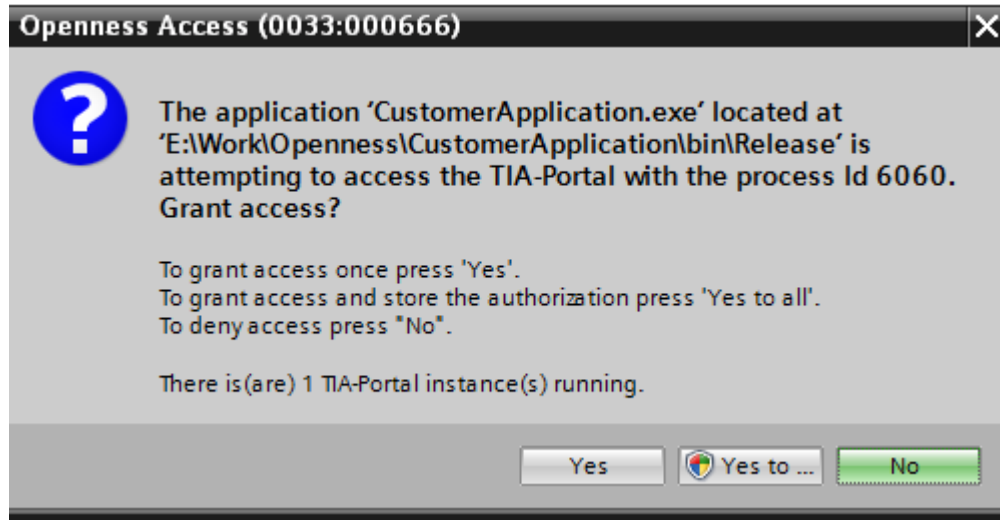 Openness Access (0033:000666)
The application ‘CustomerApplication.exe’ located at
‘E:\Work\Openness\CustomerApplication\bin\Release’ is
attempting to access the TIA-Portal with the process Id 6060.
Grant access?
To grant access once press 'Yes'.
To grant access and store the authorization press 'Yes to all'.
To deny access press "No".
There is(are) 1 TIA-Portal instance(s) running.
Yes
Yes to ...
No